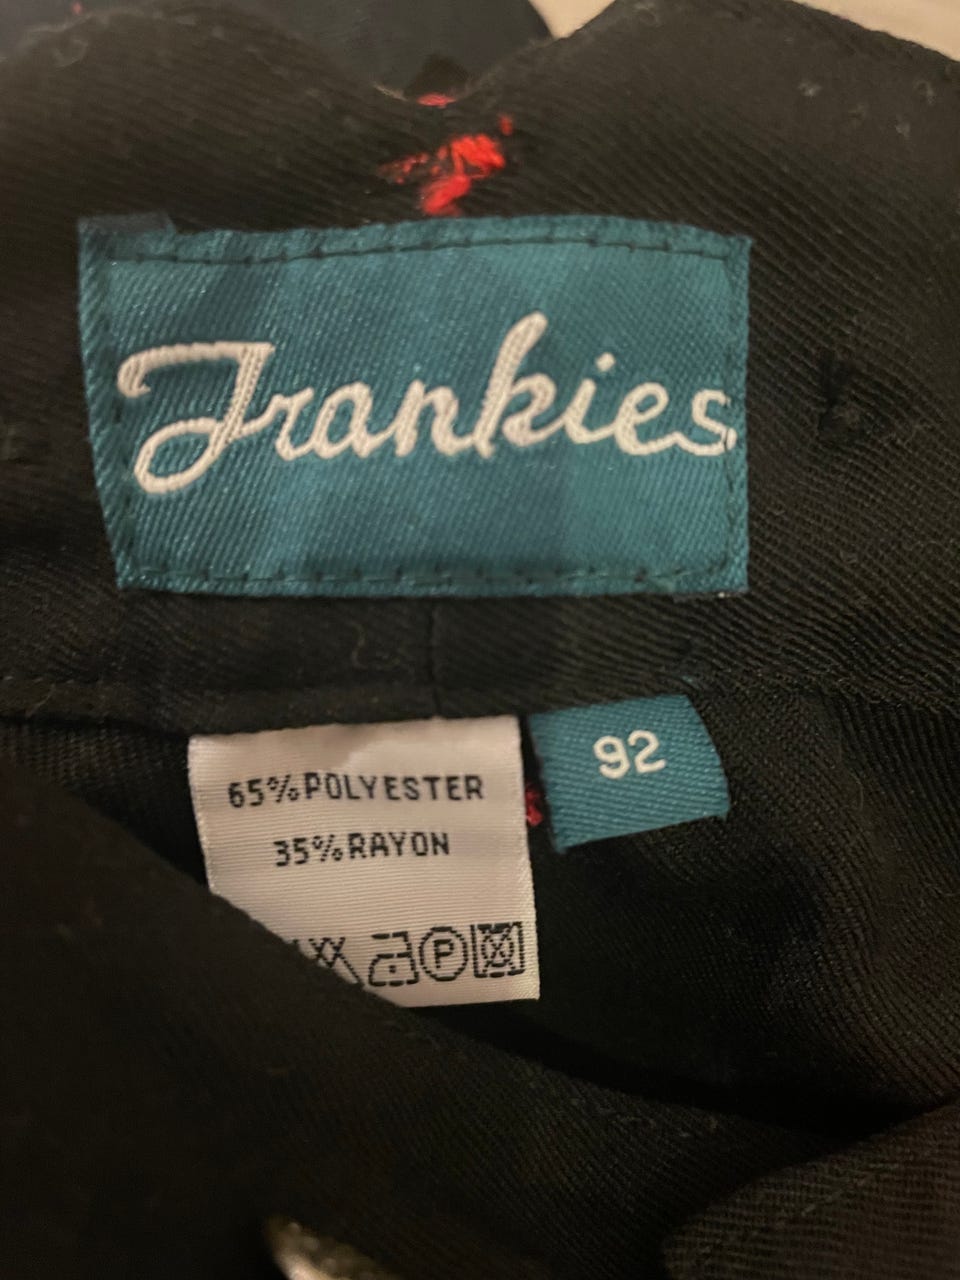 Frankies
92
65% POLYESTER
35% RAYON
P